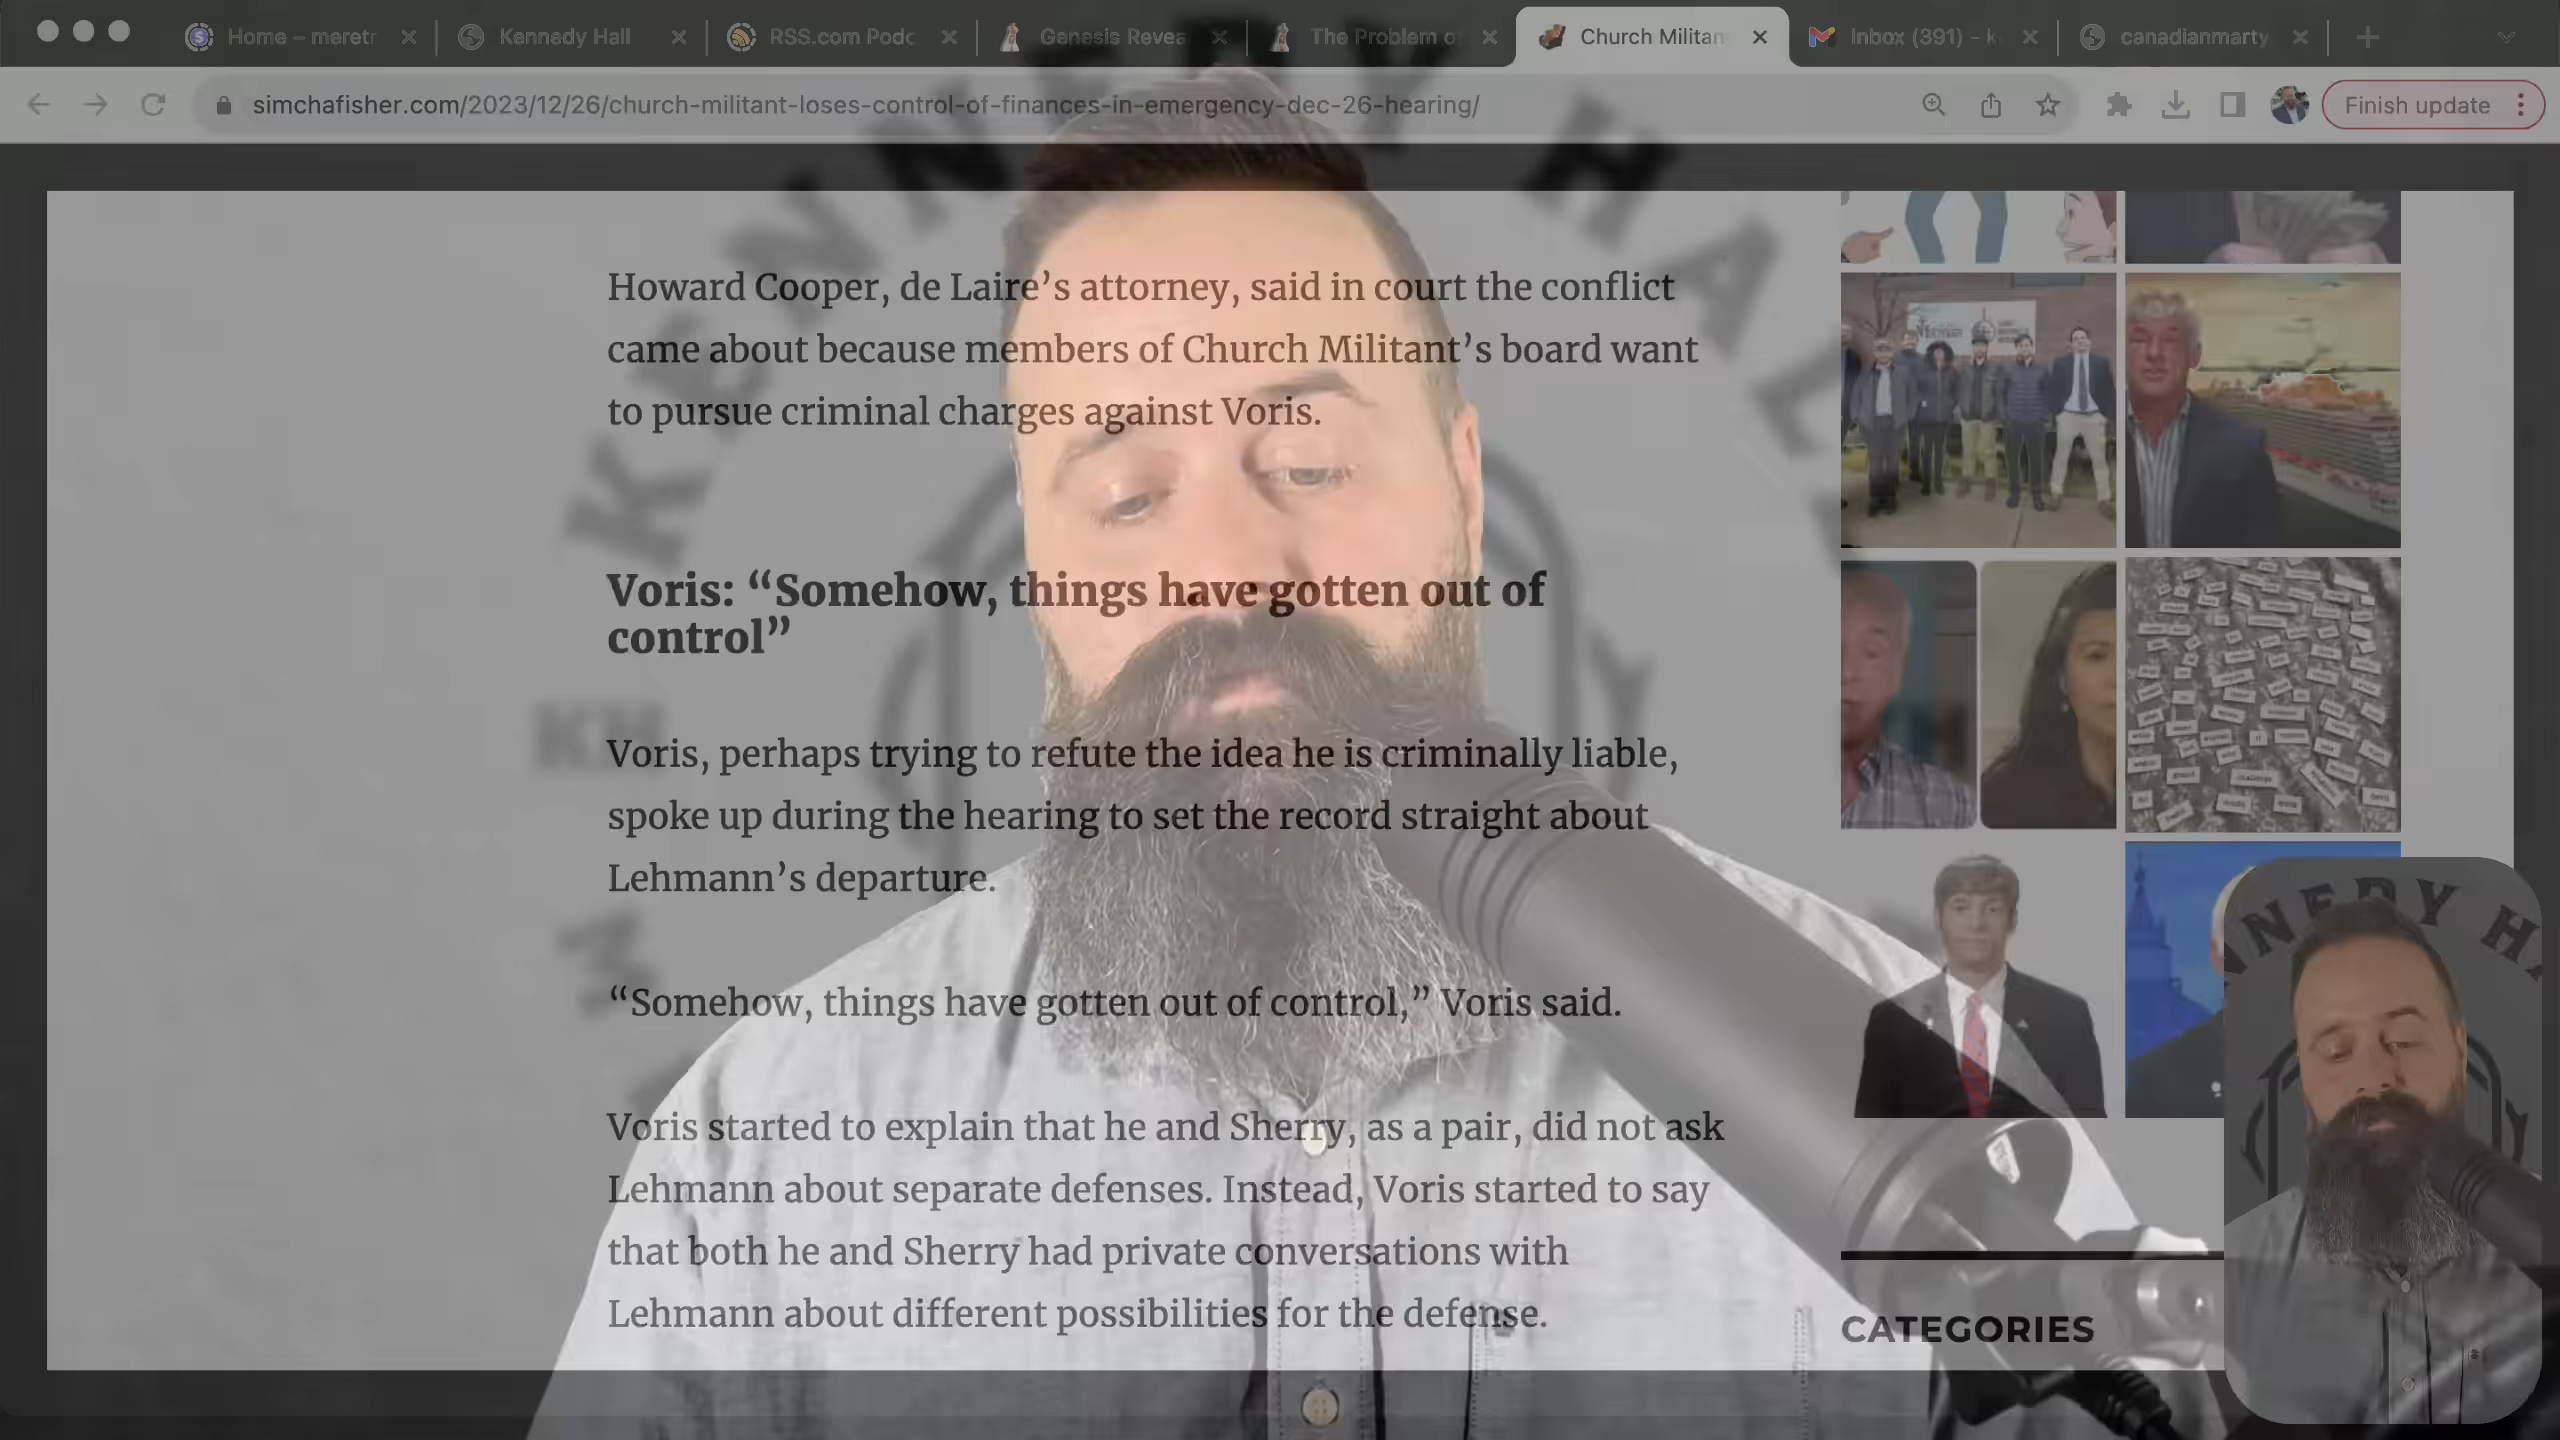 Home – meretr
Kennedy Hall
RSS.com Podc
Genesis Revea
The Problem o
Church Militan
Inbox (391) - k
canadianmarty
simchafisher.com/2023/12/26/church-militant-loses-control-of-finances-in-emergency-dec-26-hearing/
Finish update
KENNEDY HALL
Howard Cooper, de Laire’s attorney, said in court the conflict
came about because members of Church Militant’s board want
to pursue criminal charges against Voris.
Voris: “Somehow, things have gotten out of
control”
KH
Voris, perhaps trying to refute the idea he is criminally liable,
spoke up during the hearing to set the record straight about
Lehmann’s departure.
“Somehow, things have gotten out of control,” Voris said.
Voris started to explain that he and Sherry, as a pair, did not ask
Lehmann about separate defenses. Instead, Voris started to say
that both he and Sherry had private conversations with
Lehmann about different possibilities for the defense.
NNEDY HA
CATEGORIES